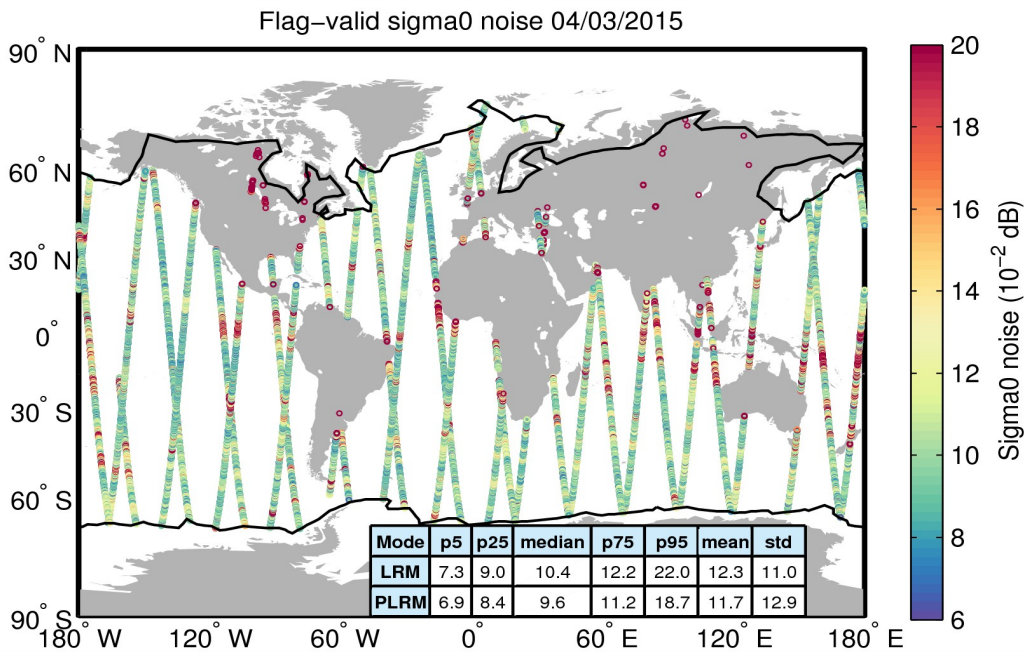 Flag−valid sigma0 noise 04/03/2015
90° N
60° N
30° N
0°
30° S
60° S
90° S
180° W 120° W 60° W 0° 60° E 120° E 180° E
Mode p5 p25 median p75 p95 mean std
LRM 7.3 9.0 10.4 12.2 22.0 12.3 11.0
PLRM 6.9 8.4 9.6 11.2 18.7 11.7 12.9
20
18
16
14
12
10
8
6
Sigma0 noise (10⁻² dB)